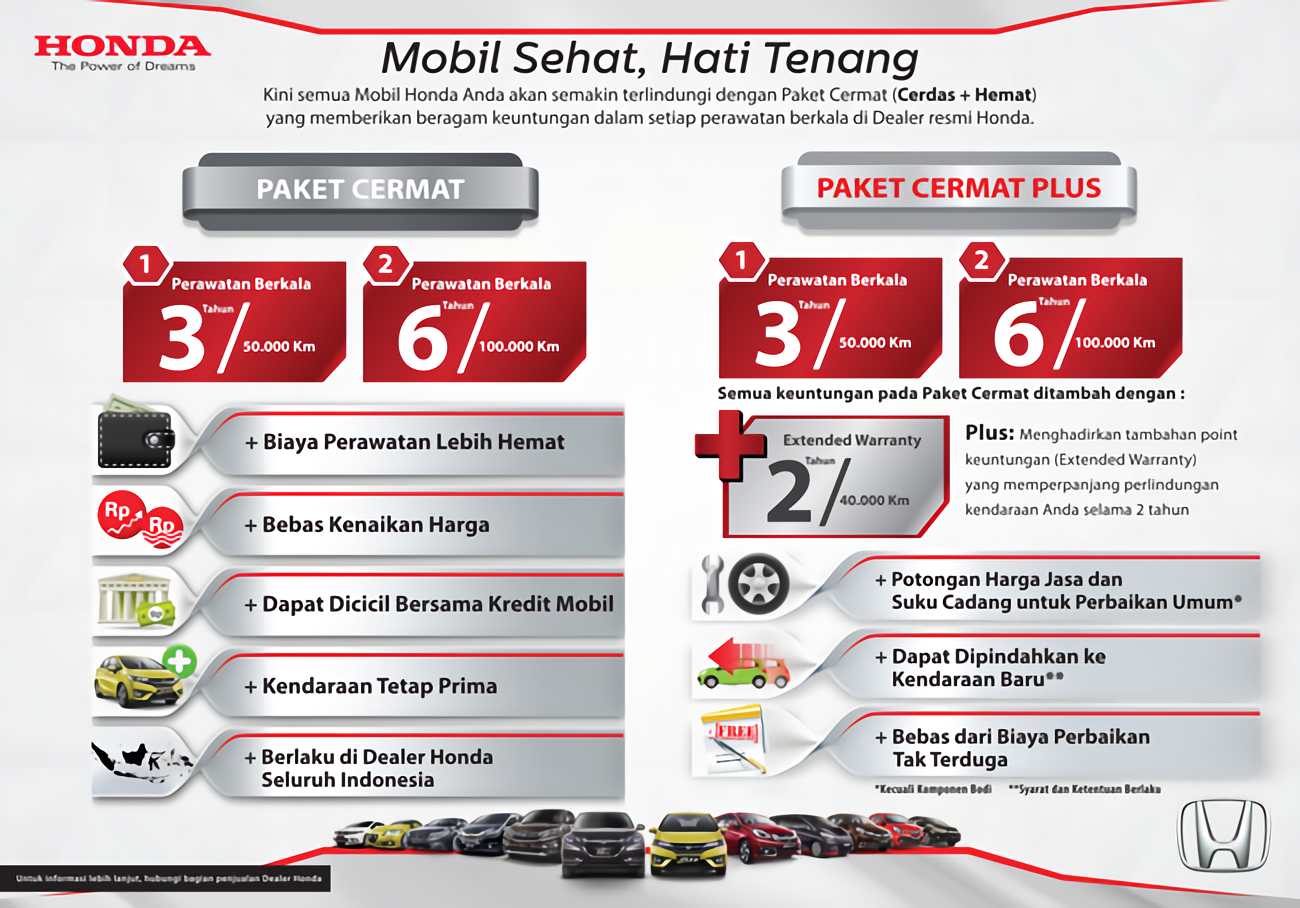 HONDA
The Power of Dreams
Mobil Sehat, Hati Tenang
Kini semua Mobil Honda Anda akan semakin terlindungi dengan Paket Cermat (Cerdas + Hemat)
yang memberikan beragam keuntungan dalam setiap perawatan berkala di Dealer resmi Honda.
PAKET CERMAT
1
Perawatan Berkala
3 Tahun / 50.000 Km
2
Perawatan Berkala
6 Tahun / 100.000 Km
+ Biaya Perawatan Lebih Hemat
Rp
Rp
+ Bebas Kenaikan Harga
+ Dapat Dicicil Bersama Kredit Mobil
+ Kendaraan Tetap Prima
+ Berlaku di Dealer Honda
Seluruh Indonesia
PAKET CERMAT PLUS
1
Perawatan Berkala
3 Tahun / 50.000 Km
2
Perawatan Berkala
6 Tahun / 100.000 Km
Semua keuntungan pada Paket Cermat ditambah dengan :
Extended Warranty
2 Tahun / 40.000 Km
Plus: Menghadirkan tambahan point
keuntungan (Extended Warranty)
yang memperpanjang perlindungan
kendaraan Anda selama 2 tahun
+ Potongan Harga Jasa dan
Suku Cadang untuk Perbaikan Umum*
+ Dapat Dipindahkan ke
Kendaraan Baru**
FREE
+ Bebas dari Biaya Perbaikan
Tak Terduga
*Kecuali Komponen Bodi **Syarat dan Ketentuan Berlaku
Untuk informasi lebih lanjut, hubungi bagian penjualan Dealer Honda